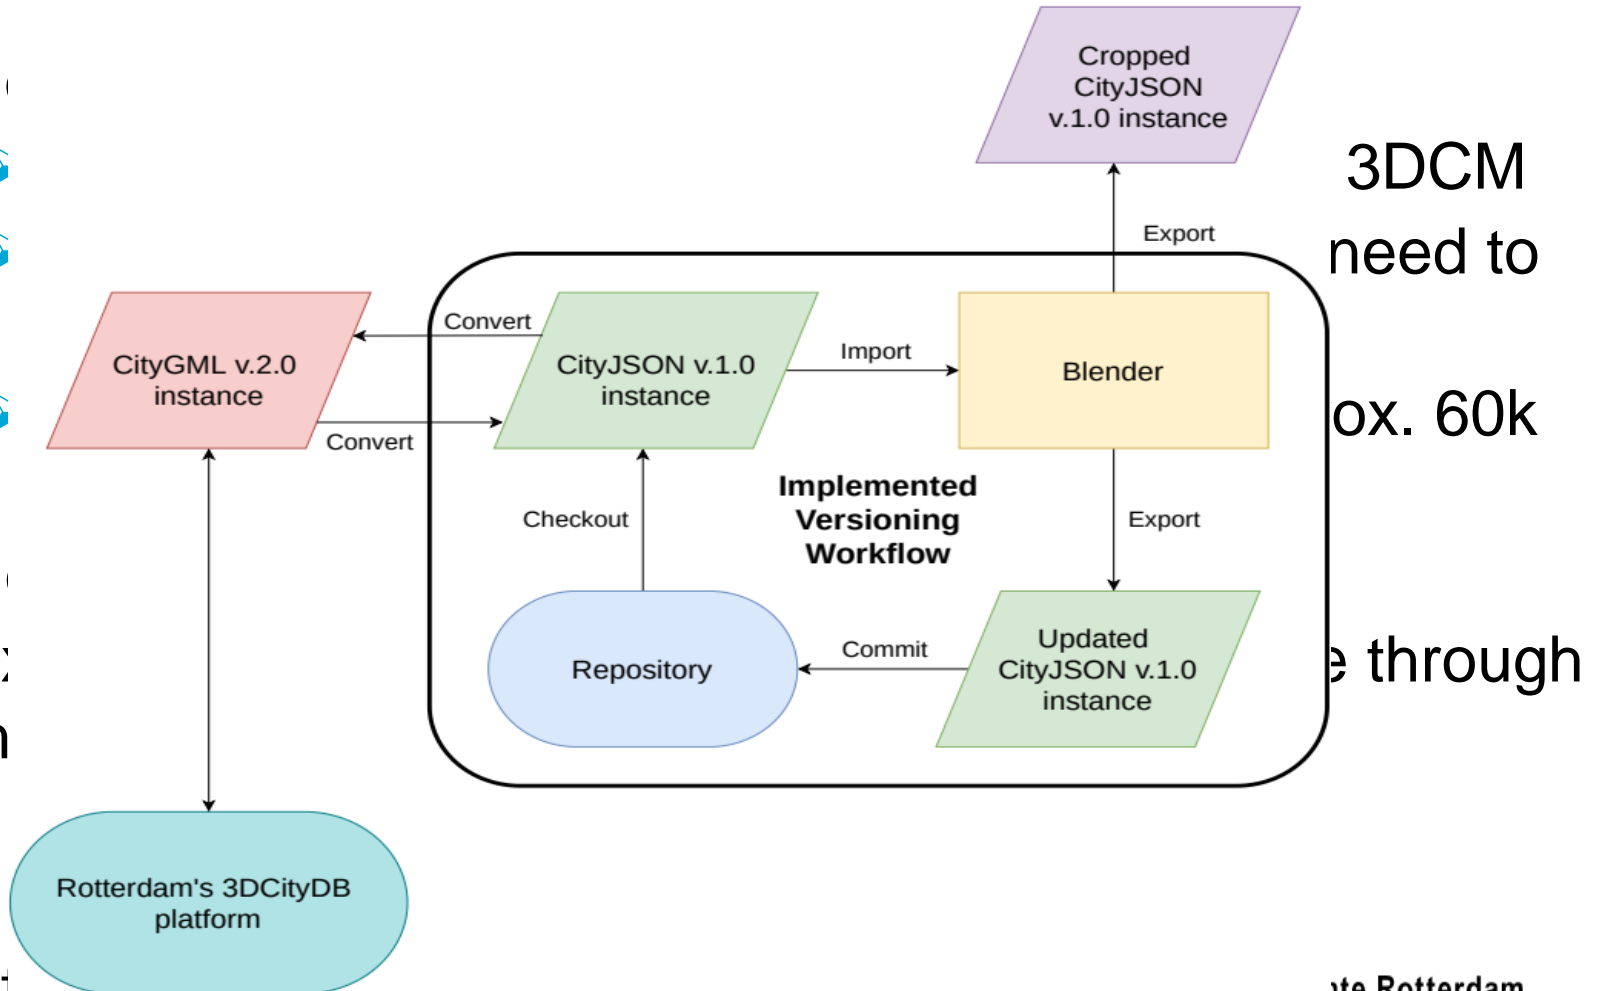 Cropped
CityJSON
v.1.0 instance
3DCM
Export
need to
Convert
CityGML v.2.0
instance
CityJSON v.1.0
instance
Import
Blender
Convert
60k
Implemented
Versioning
Workflow
Checkout
Export
Repository
Commit
Updated
CityJSON v.1.0
instance
through
Rotterdam's 3DCityDB
platform
Rotterdam